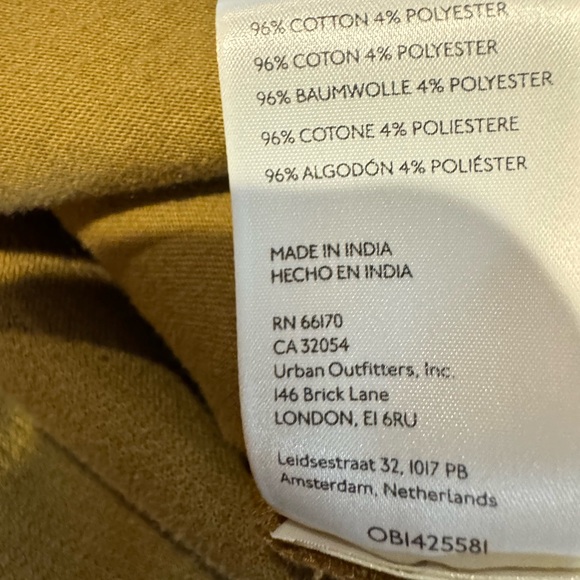 96% COTTON 4% POLYESTER
96% COTON 4% POLYESTER
96% BAUMWOLLE 4% POLYESTER
96% COTONE 4% POLIESTERE
96% ALGODÓN 4% POLIÉSTER
MADE IN INDIA
HECHO EN INDIA
RN 66170
CA 32054
Urban Outfitters, Inc.
146 Brick Lane
LONDON, E1 6RU
Leidsestraat 32, 1017 PB
Amsterdam, Netherlands
OB1425581